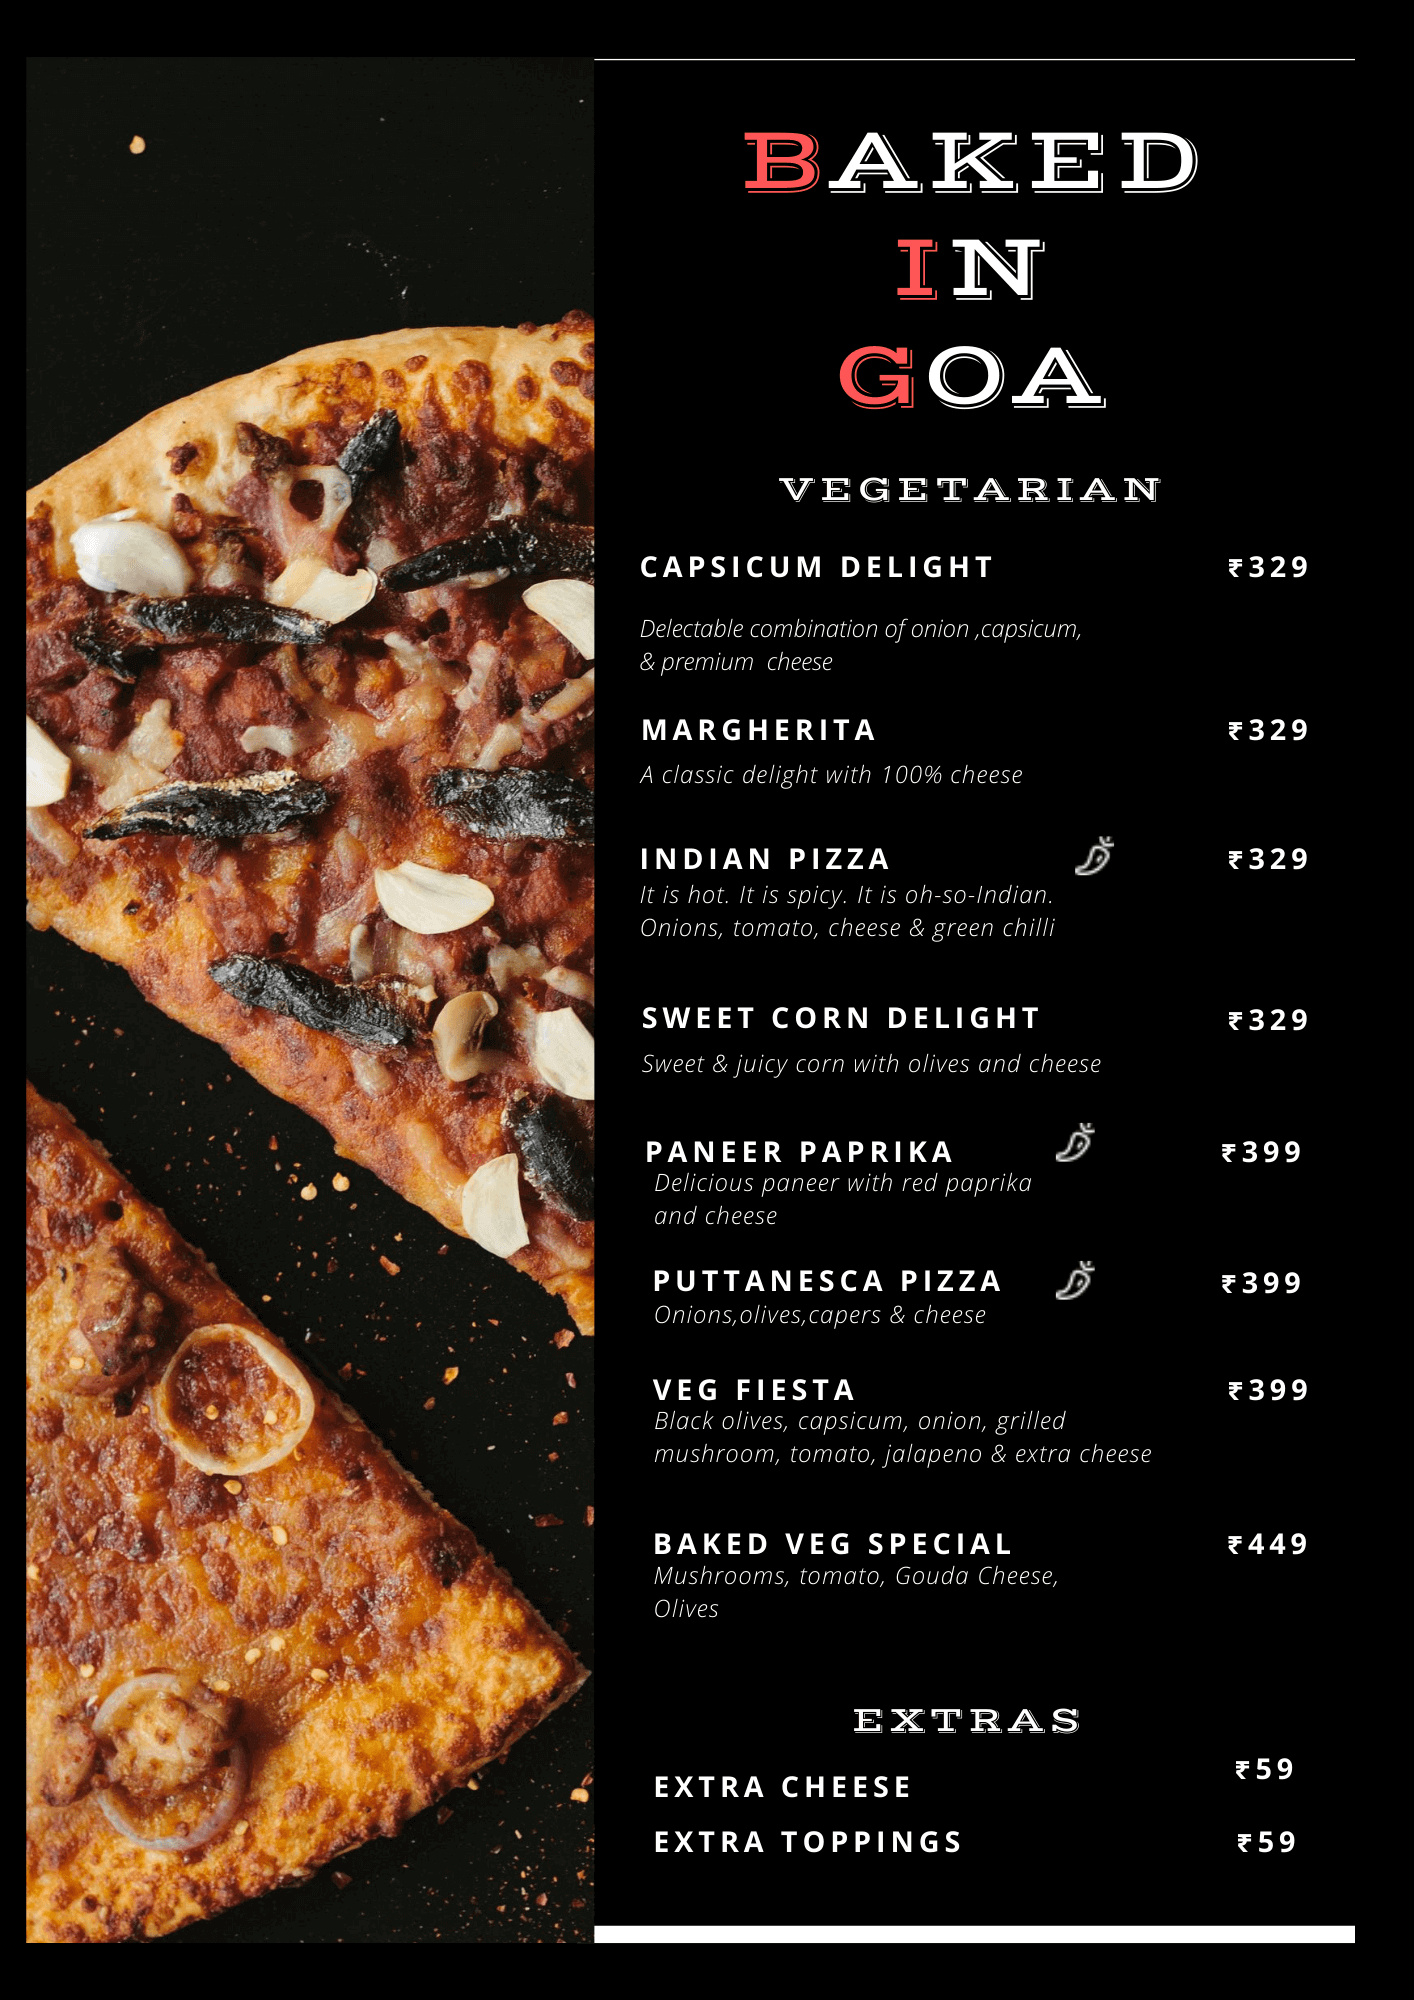 BAKED
IN
GOA
VEGETARIAN
CAPSICUM DELIGHT ₹329
Delectable combination of onion ,capsicum,
& premium  cheese
MARGHERITA ₹329
A classic delight with 100% cheese
INDIAN PIZZA ₹329
It is hot. It is spicy. It is oh-so-Indian.
Onions, tomato, cheese & green chilli
SWEET CORN DELIGHT ₹329
Sweet & juicy corn with olives and cheese
PANEER PAPRIKA ₹399
Delicious paneer with red paprika
and cheese
PUTTANESCA PIZZA ₹399
Onions,olives,capers & cheese
VEG FIESTA ₹399
Black olives, capsicum, onion, grilled
mushroom, tomato, jalapeno & extra cheese
BAKED VEG SPECIAL ₹449
Mushrooms, tomato, Gouda Cheese,
Olives
EXTRAS
EXTRA CHEESE ₹59
EXTRA TOPPINGS ₹59